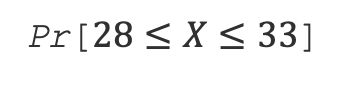 Pr[28 ≤ X ≤ 33]